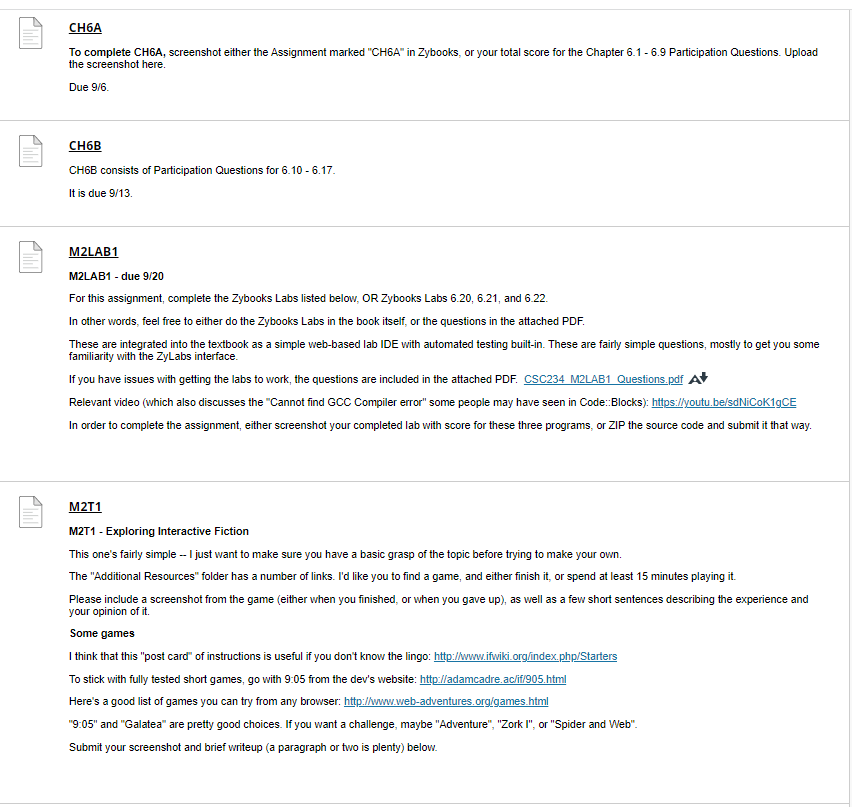 CH6A
To complete CH6A, screenshot either the Assignment marked "CH6A" in Zybooks, or your total score for the Chapter 6.1 - 6.9 Participation Questions. Upload
the screenshot here.
Due 9/6.
CH6B
CH6B consists of Participation Questions for 6.10 - 6.17.
It is due 9/13.
M2LAB1
M2LAB1 - due 9/20
For this assignment, complete the Zybooks Labs listed below, OR Zybooks Labs 6.20, 6.21, and 6.22.
In other words, feel free to either do the Zybooks Labs in the book itself, or the questions in the attached PDF.
These are integrated into the textbook as a simple web-based lab IDE with automated testing built-in. These are fairly simple questions, mostly to get you some
familiarity with the ZyLabs interface.
If you have issues with getting the labs to work, the questions are included in the attached PDF. CSC234_M2LAB1_Questions.pdf
Relevant video (which also discusses the "Cannot find GCC Compiler error" some people may have seen in Code::Blocks): https://youtu.be/sdNiCoK1gCE
In order to complete the assignment, either screenshot your completed lab with score for these three programs, or ZIP the source code and submit it that way.
M2T1
M2T1 - Exploring Interactive Fiction
This one's fairly simple -- I just want to make sure you have a basic grasp of the topic before trying to make your own.
The "Additional Resources" folder has a number of links. I'd like you to find a game, and either finish it, or spend at least 15 minutes playing it.
Please include a screenshot from the game (either when you finished, or when you gave up), as well as a few short sentences describing the experience and
your opinion of it.
Some games
I think that this "post card" of instructions is useful if you don't know the lingo: http://www.ifwiki.org/index.php/Starters
To stick with fully tested short games, go with 9:05 from the dev's website: http://adamcadre.ac/if/905.html
Here's a good list of games you can try from any browser: http://www.web-adventures.org/games.html
"9:05" and "Galatea" are pretty good choices. If you want a challenge, maybe "Adventure", "Zork I", or "Spider and Web".
Submit your screenshot and brief writeup (a paragraph or two is plenty) below.